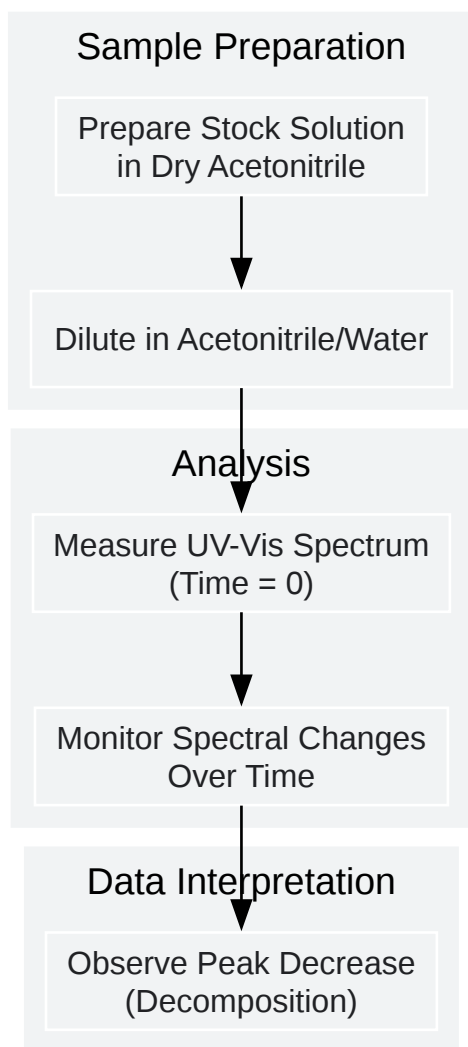 Sample Preparation
Prepare Stock Solution
in Dry Acetonitrile
Dilute in Acetonitrile/Water
Analysis
Measure UV-Vis Spectrum
(Time = 0)
Monitor Spectral Changes
Over Time
Data Interpretation
Observe Peak Decrease
(Decomposition)